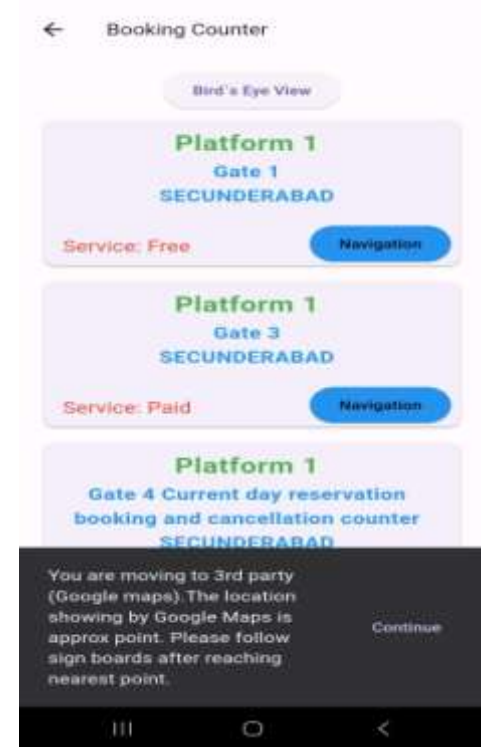 Booking Counter
Bird's Eye View
Platform 1
Gate 1
SECUNDERABAD
Service: Free
Navigation
Platform 1
Gate 3
SECUNDERABAD
Service: Paid
Navigation
Platform 1
Gate 4 Current day reservation
booking and cancellation counter
SECUNDERABAD
You are moving to 3rd party
(Google maps).The location
showing by Google Maps is
approx point. Please follow
sign boards after reaching
nearest point.
Continue